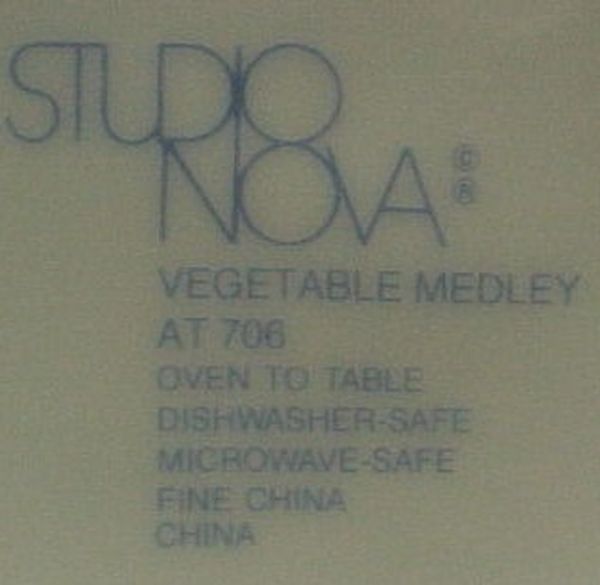 STUDIO
NOVA © ®
VEGETABLE MEDLEY
AT 706
OVEN TO TABLE
DISHWASHER-SAFE
MICROWAVE-SAFE
FINE CHINA
CHINA